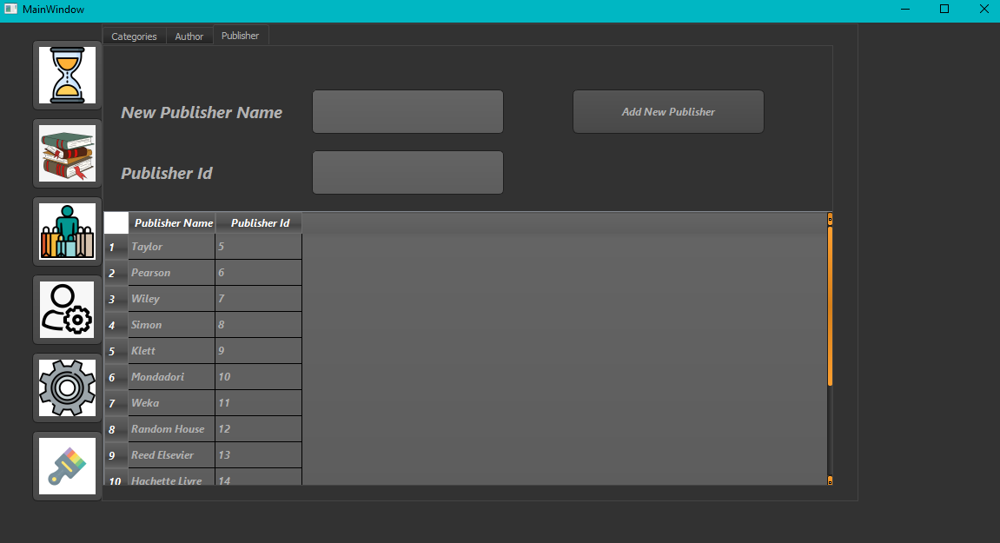 MainWindow
Categories Author Publisher
New Publisher Name Add New Publisher
Publisher Id
Publisher Name Publisher Id
1 Taylor 5
2 Pearson 6
3 Wiley 7
4 Simon 8
5 Klett 9
6 Mondadori 10
7 Weka 11
8 Random House 12
9 Reed Elsevier 13
10 Hachette Livre 14